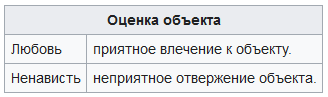 Оценка объекта
Любовь приятное влечение к объекту.
Ненависть неприятное отвержение объекта.